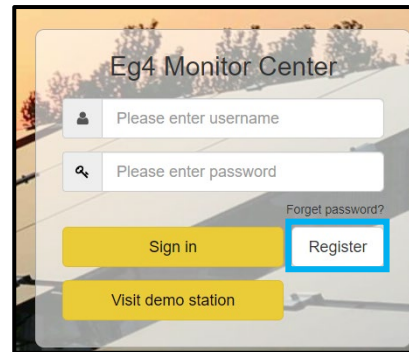 Eg4 Monitor Center
Please enter username
Please enter password
Forget password?
Sign in
Register
Visit demo station